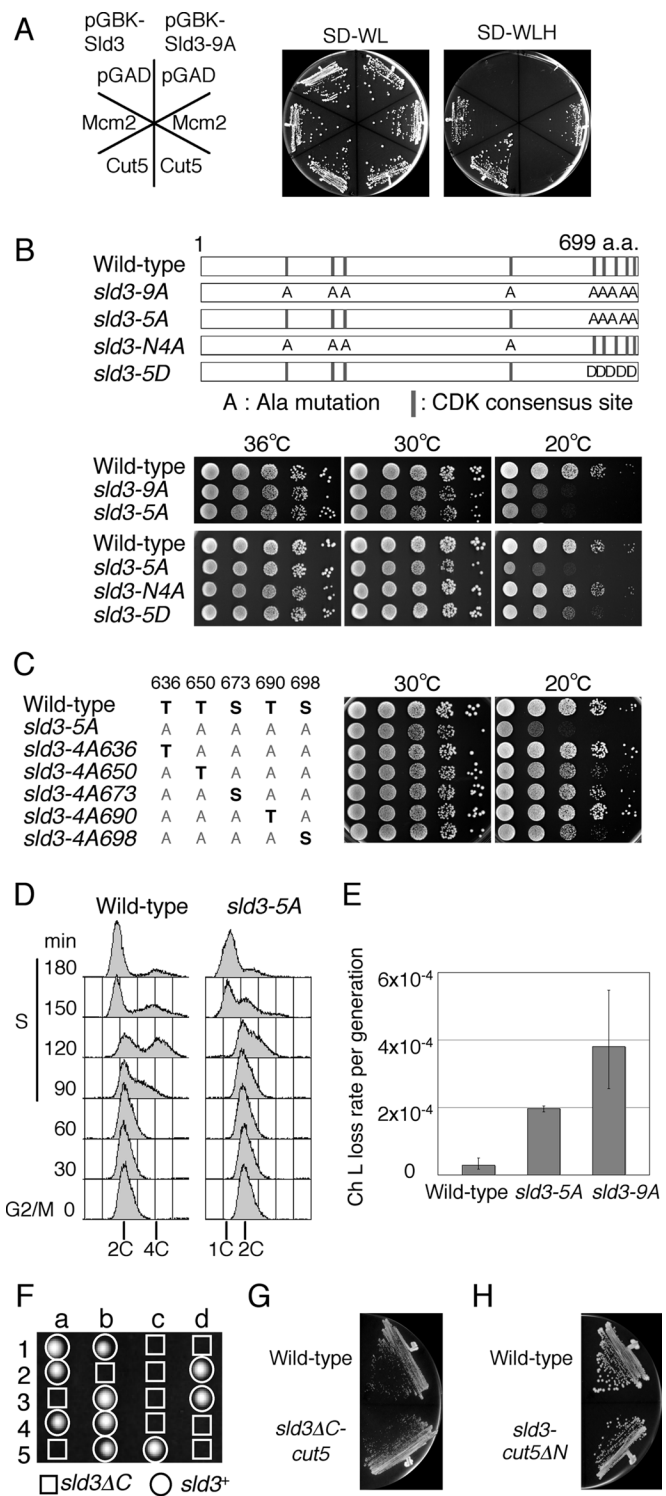 A
pGBK-Sld3
pGBK-Sld3-9A
pGAD pGAD
Mcm2 Mcm2
Cut5 Cut5
SD-WL
SD-WLH
B
1
699 a.a.
Wild-type
sld3-9A A A A A AAAAA
sld3-5A AAAAA
sld3-N4A A A A A
sld3-5D DDDDD
A : Ala mutation : CDK consensus site
36°C 30°C 20°C
Wild-type
sld3-9A
sld3-5A
Wild-type
sld3-5A
sld3-N4A
sld3-5D
C
636 650 673 690 698
30°C 20°C
Wild-type T T S T S
sld3-5A A A A A A
sld3-4A636 T A A A A
sld3-4A650 A T A A A
sld3-4A673 A A S A A
sld3-4A690 A A A T A
sld3-4A698 A A A A S
D
Wild-type sld3-5A
min
180
150
S
120
90
60
30
G2/M 0
2C 4C 1C 2C
E
Ch L loss rate per generation
6x10-4
4x10-4
2x10-4
0
Wild-type sld3-5A sld3-9A
F
a b c d
1
2
3
4
5
sld3ΔC sld3+
G
Wild-type
sld3ΔC-
cut5
H
Wild-type
sld3-
cut5ΔN